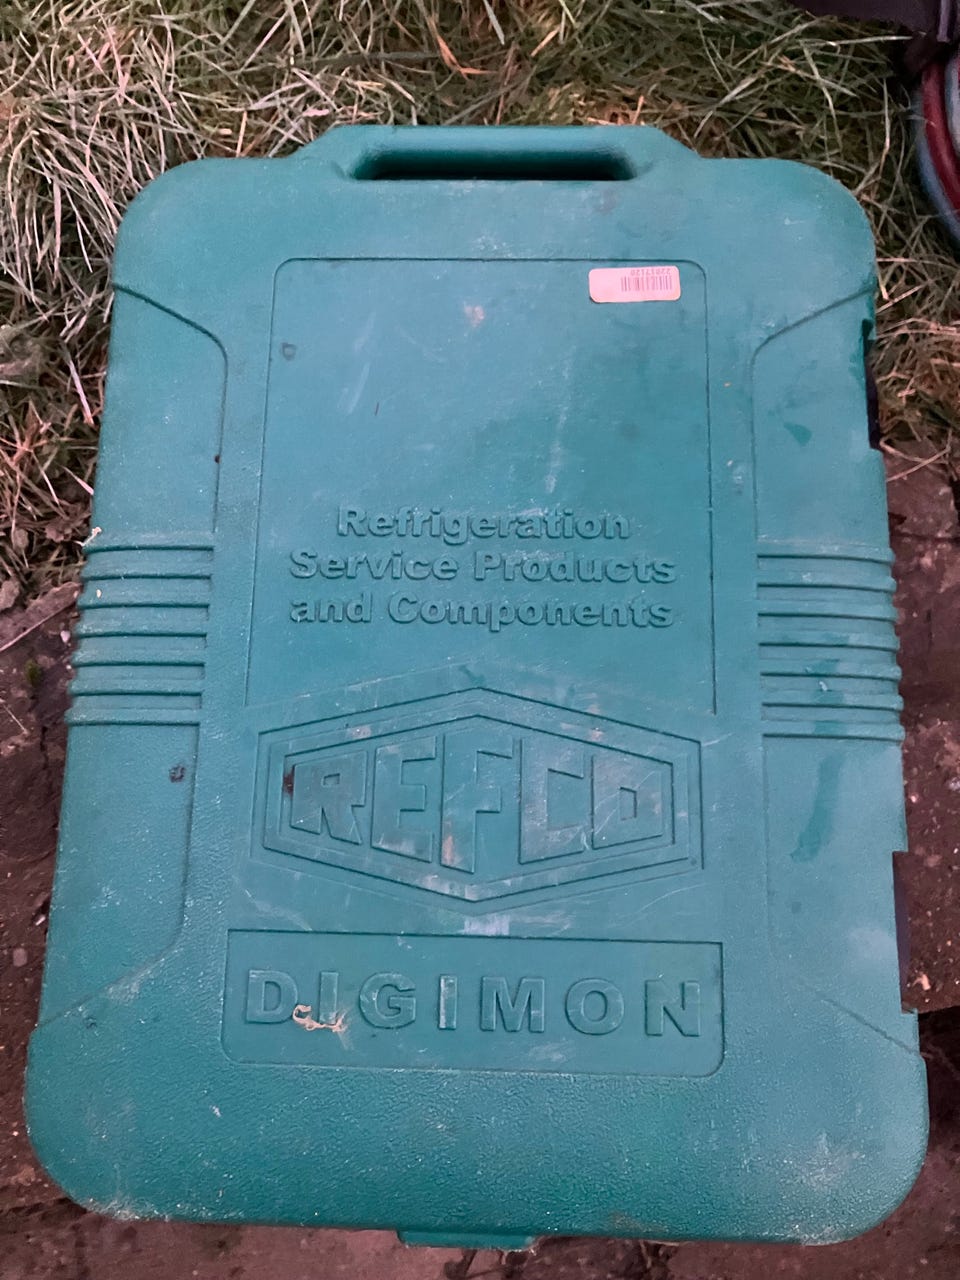 Refrigeration
Service Products
and Components
REFCO
DIGIMON